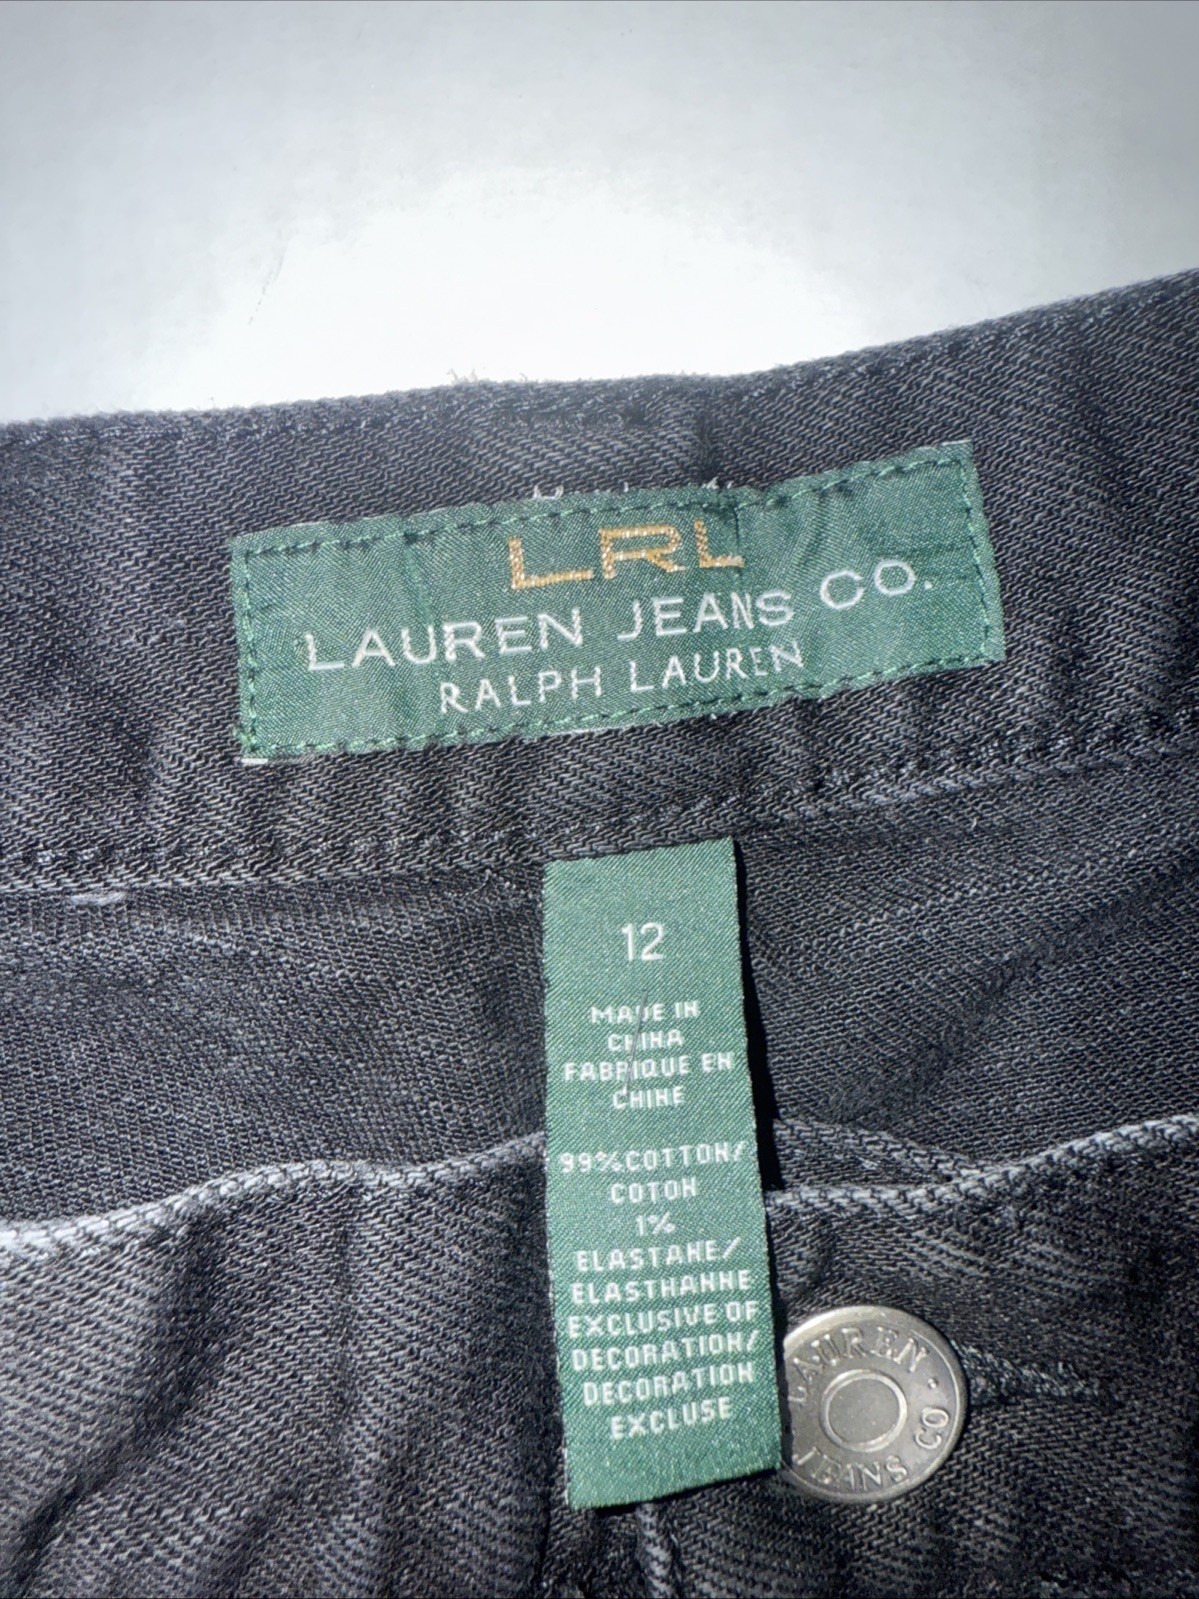 LRL
LAUREN JEANS CO.
RALPH LAUREN
12
MADE IN
CHINA
FABRIQUE EN
CHINE
99%COTTON/
COTON
1%
ELASTANE/
ELASTHANNE
EXCLUSIVE OF
DECORATION/
DECORATION
EXCLUSE
LAUREN
JEANS CO